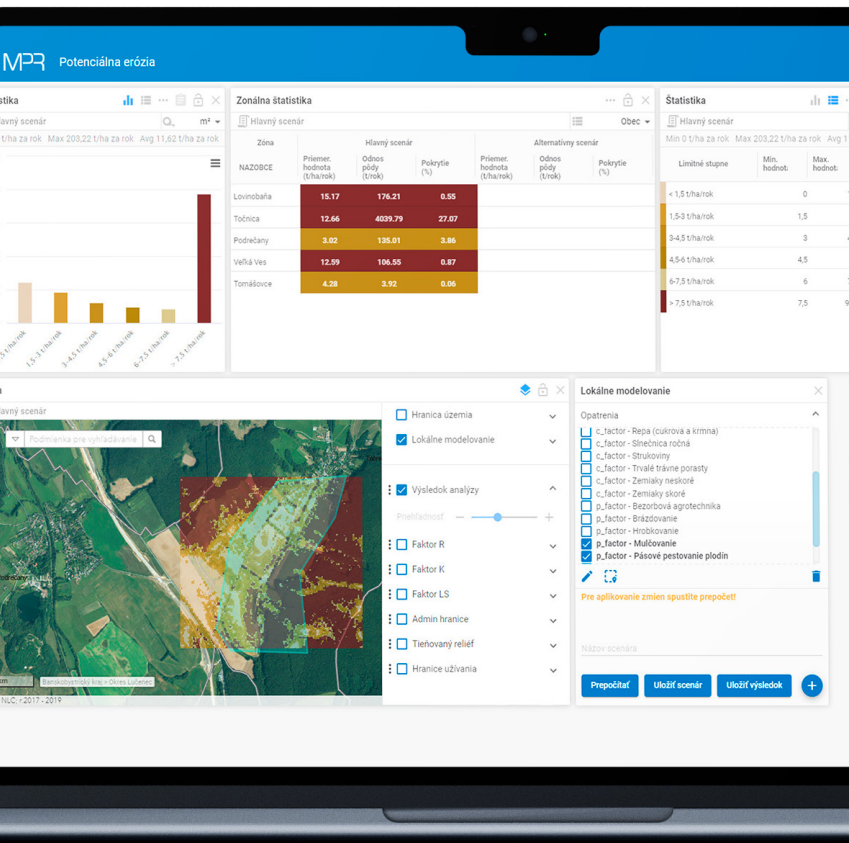 MPR Potenciálna erózia
Zonálna štatistika
Hlavný scenár
Obec
Zóna
Hlavný scenár
Alternatívny scenár
NAZOBCE
Priemer. hodnota (t/ha/rok)
Odnos pôdy (t/rok)
Pokrytie (%)
Priemer. hodnota (t/ha/rok)
Odnos pôdy (t/rok)
Pokrytie (%)
Lovinobaňa 15.17 176.21 0.55
Točnica 12.66 4039.79 27.07
Podrečany 3.02 135.01 3.86
Veľká Ves 12.59 106.55 0.87
Tomášovce 4.28 3.92 0.06
m²
t/ha za rok Max 203,22 t/ha za rok Avg 11,62 t/ha za rok
1,5-3 t/ha/rok
3-4,5 t/ha/rok
4,5-6 t/ha/rok
6-7,5 t/ha/rok
> 7,5 t/ha/rok
Štatistika
Hlavný scenár
Min 0 t/ha za rok Max 203,22 t/ha za rok Avg 1
Limitné stupne
Min. hodnot:
Max. hodnot:
< 1,5 t/ha/rok 0
1,5-3 t/ha/rok 1,5
3-4,5 t/ha/rok 3
4,5-6 t/ha/rok 4,5
6-7,5 t/ha/rok 6
> 7,5 t/ha/rok 7,5
Podmienka pre vyhľadávanie
Banskobystrický kraj » Okres Lučenec
NLC; r.2017 - 2019
Hranica územia
Lokálne modelovanie
Výsledok analýzy
Priehľadnosť
Faktor R
Faktor K
Faktor LS
Admin hranice
Tieňovaný reliéf
Hranice užívania
Lokálne modelovanie
Opatrenia
c_factor - Repa (cukrová a kŕmna)
c_factor - Slnečnica ročná
c_factor - Strukoviny
c_factor - Trvalé trávne porasty
c_factor - Zemiaky neskoré
c_factor - Zemiaky skoré
p_factor - Bezorbová agrotechnika
p_factor - Brázdovanie
p_factor - Hrobkovanie
p_factor - Mulčovanie
p_factor - Pásové pestovanie plodín
Pre aplikovanie zmien spustite prepočet!
Názov scenára
Prepočítať
Uložiť scenár
Uložiť výsledok